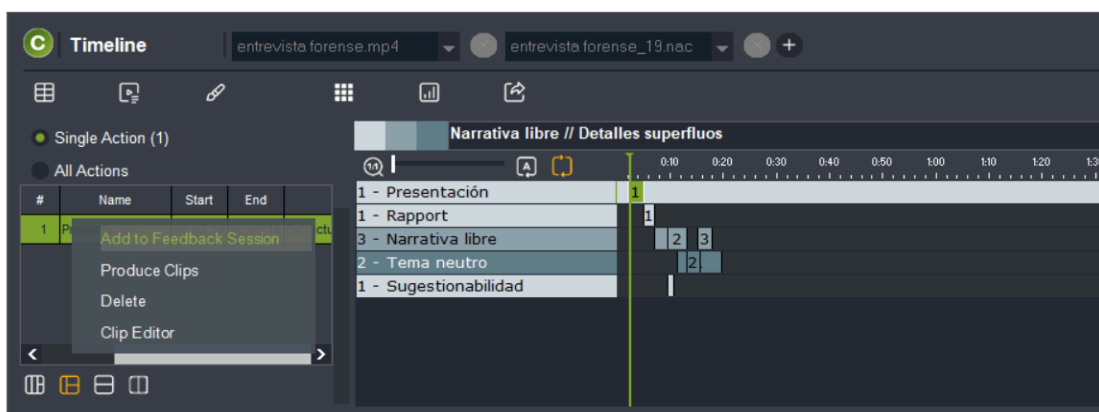 C Timeline entrevista forense.mp4 entrevista forense_19.nac
Single Action (1)
All Actions
# Name Start End
1
Add to Feedback Session
Produce Clips
Delete
Clip Editor
Narrativa libre // Detalles superfluos
1:1 A 0:10 0:20 0:30 0:40 0:50 1:00 1:10 1:20
1 - Presentación 1
1 - Rapport 1
3 - Narrativa libre 2 3
2 - Tema neutro 2
1 - Sugestionabilidad